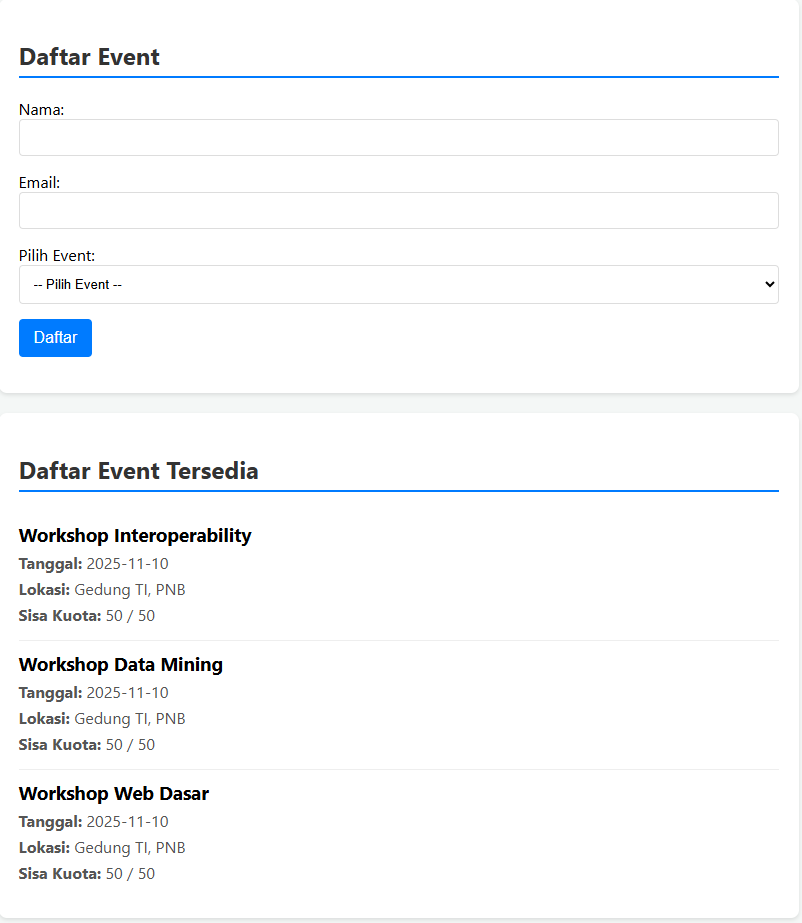 Daftar Event
Nama:
Email:
Pilih Event:
-- Pilih Event --
Daftar
Daftar Event Tersedia
Workshop Interoperability
Tanggal: 2025-11-10
Lokasi: Gedung TI, PNB
Sisa Kuota: 50 / 50
Workshop Data Mining
Tanggal: 2025-11-10
Lokasi: Gedung TI, PNB
Sisa Kuota: 50 / 50
Workshop Web Dasar
Tanggal: 2025-11-10
Lokasi: Gedung TI, PNB
Sisa Kuota: 50 / 50